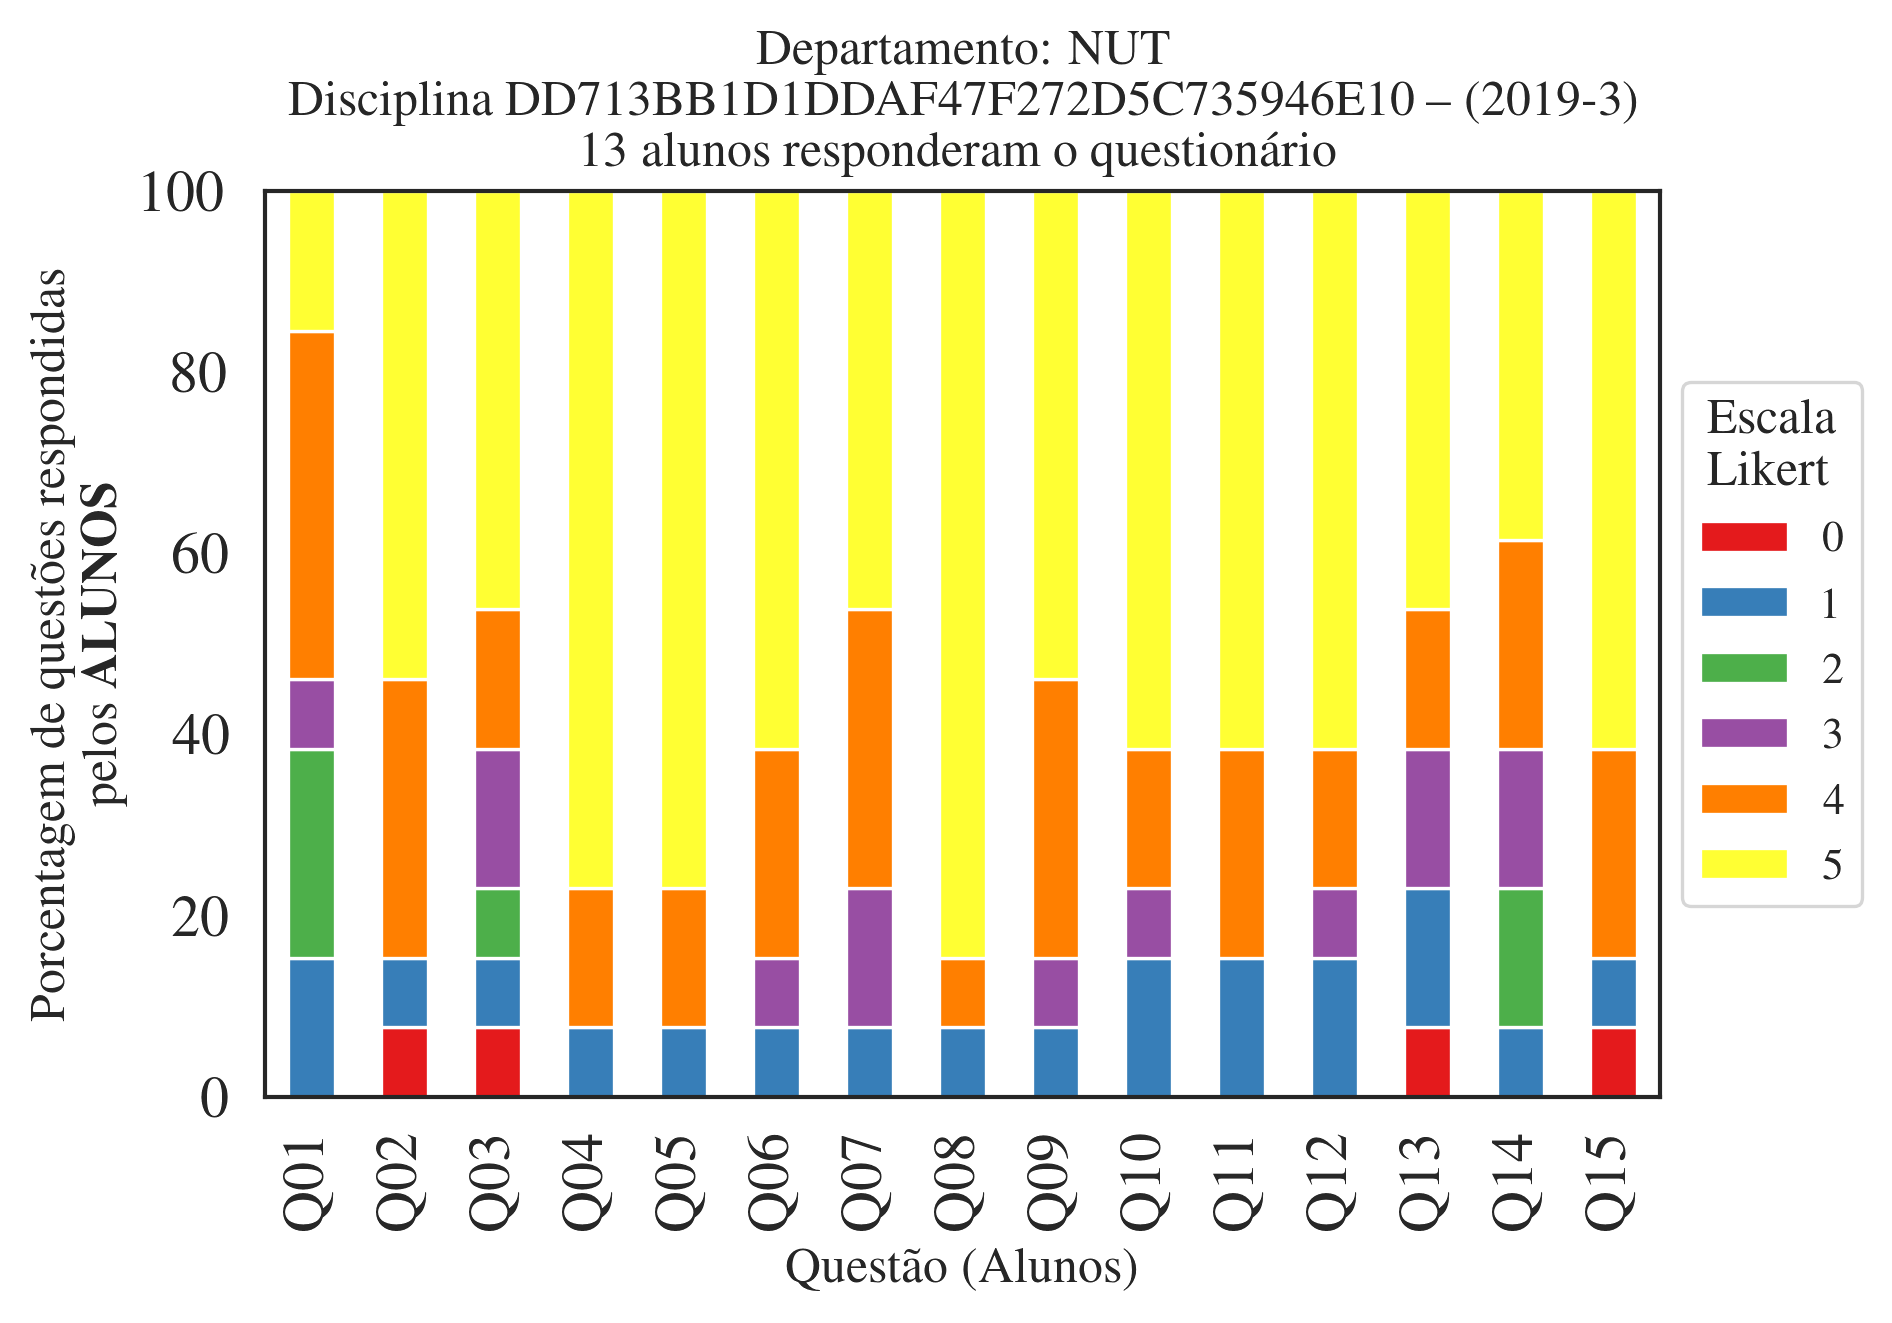 Departamento: NUT
Disciplina DD713BB1D1DDAF47F272D5C735946E10 – (2019-3)
13 alunos responderam o questionário
Porcentagem de questões respondidas
pelos ALUNOS
100
80
60
40
20
0
Q01
Q02
Q03
Q04
Q05
Q06
Q07
Q08
Q09
Q10
Q11
Q12
Q13
Q14
Q15
Questão (Alunos)
Escala
Likert
0
1
2
3
4
5